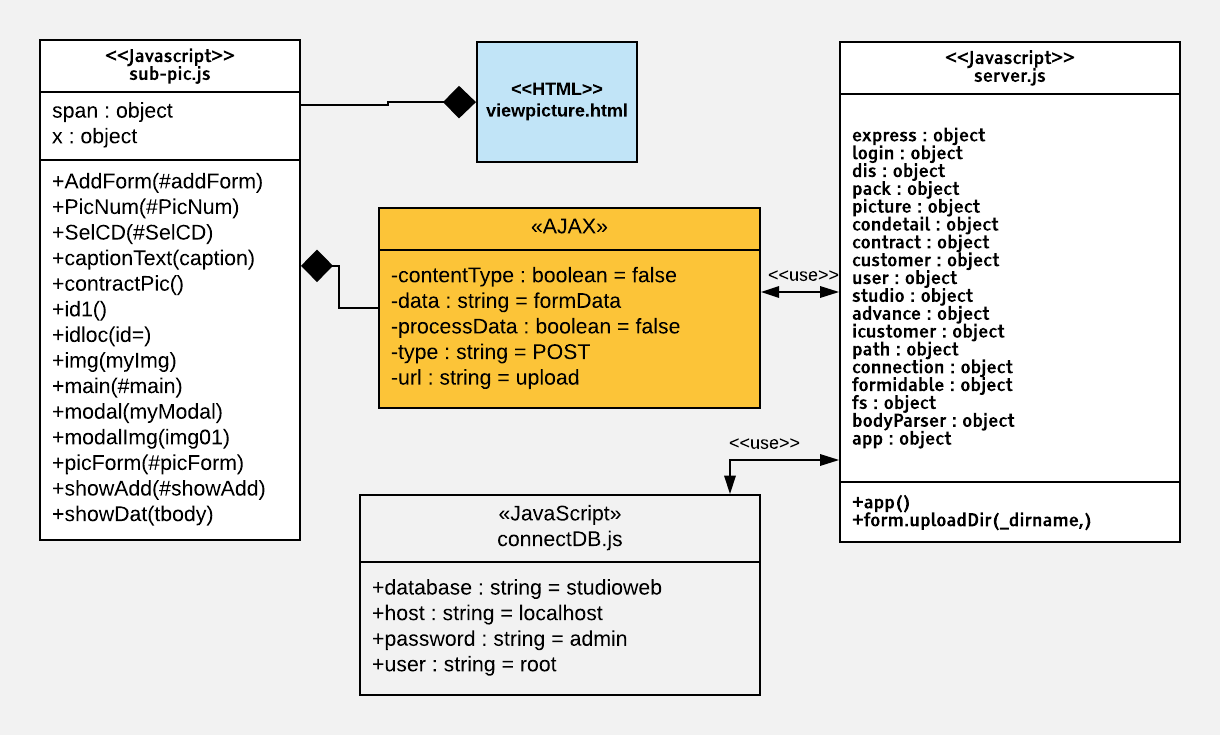 <<Javascript>>
sub-pic.js
span : object
x : object
+AddForm(#addForm)
+PicNum(#PicNum)
+SelCD(#SelCD)
+captionText(caption)
+contractPic()
+id1()
+idloc(id=)
+img(myImg)
+main(#main)
+modal(myModal)
+modalImg(img01)
+picForm(#picForm)
+showAdd(#showAdd)
+showDat(tbody)
<<HTML>>
viewpicture.html
«AJAX»
-contentType : boolean = false
-data : string = formData
-processData : boolean = false
-type : string = POST
-url : string = upload
<<use>>
<<use>>
«JavaScript»
connectDB.js
+database : string = studioweb
+host : string = localhost
+password : string = admin
+user : string = root
<<Javascript>>
server.js
express : object
login : object
dis : object
pack : object
picture : object
condetail : object
contract : object
customer : object
user : object
studio : object
advance : object
icustomer : object
path : object
connection : object
formidable : object
fs : object
bodyParser : object
app : object
+app()
+form.uploadDir(_dirname,)